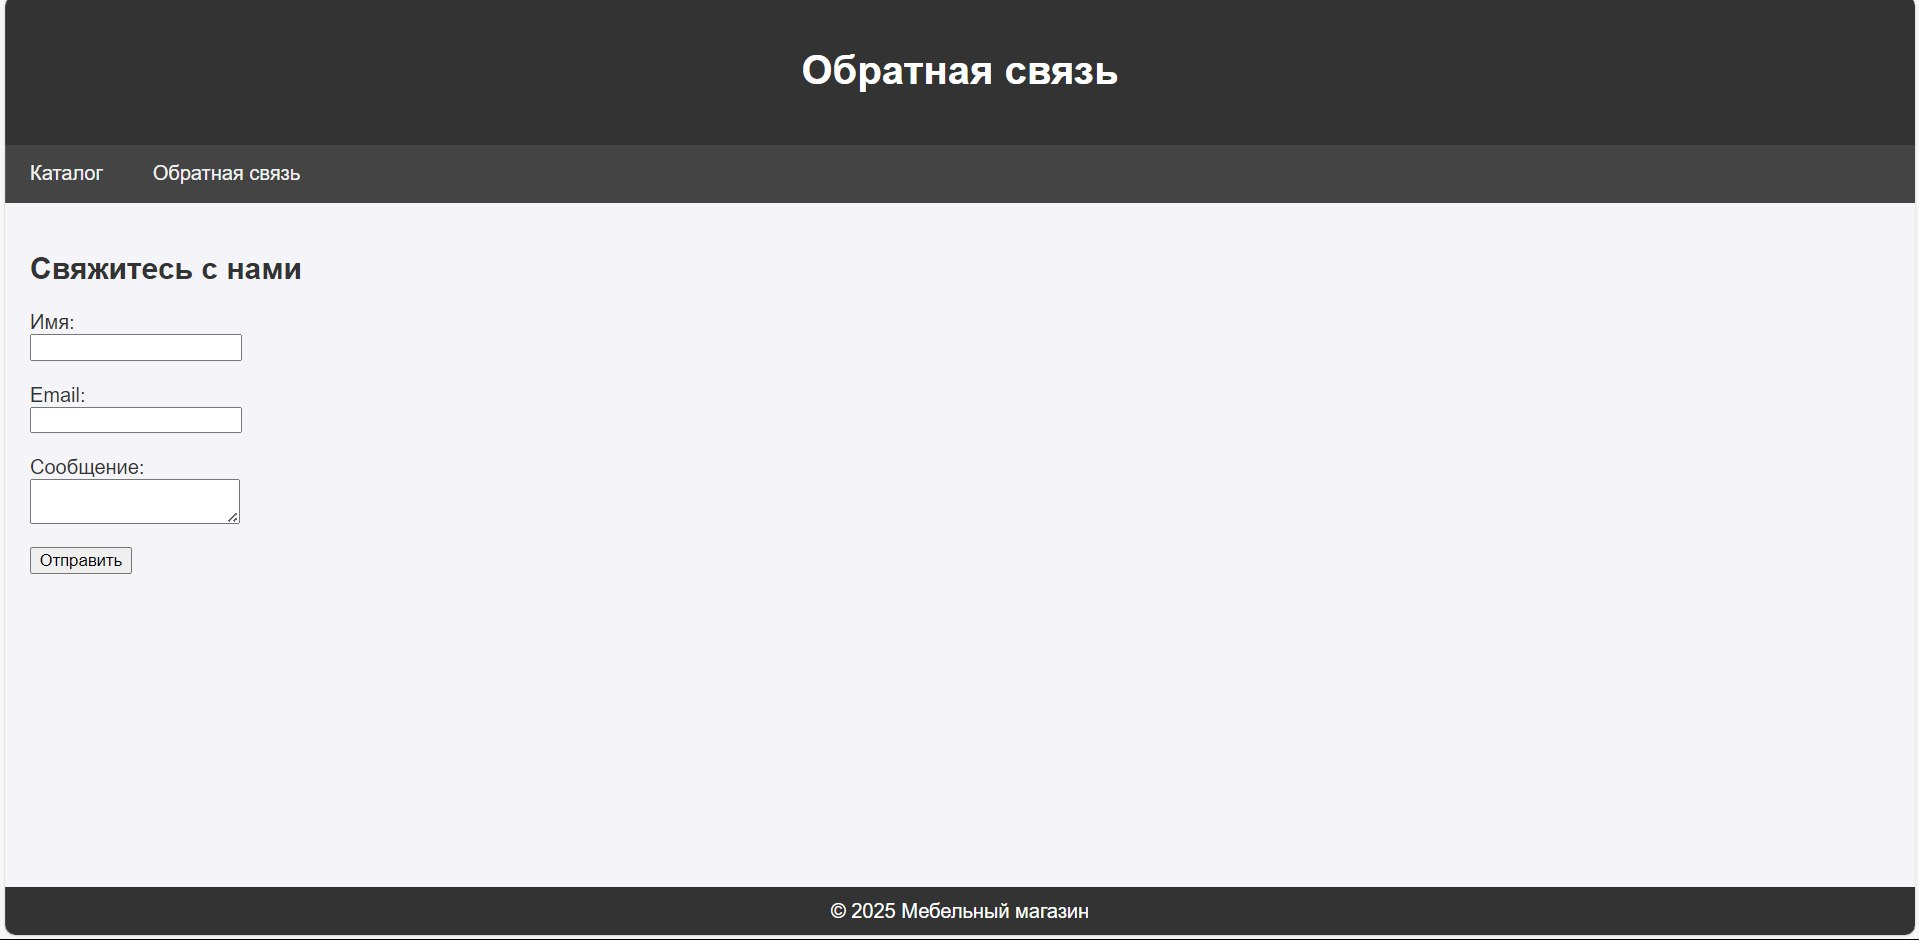 Обратная связь
Каталог Обратная связь
Свяжитесь с нами
Имя:
Email:
Сообщение:
Отправить
© 2025 Мебельный магазин